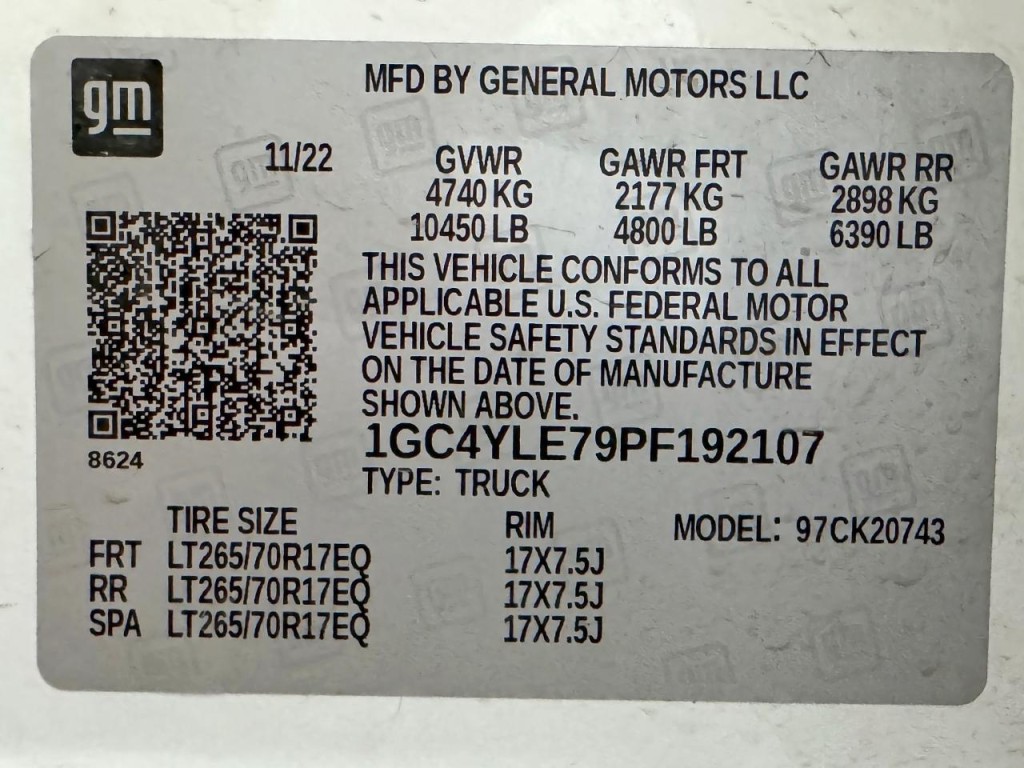 gm
MFD BY GENERAL MOTORS LLC
11/22 GVWR GAWR FRT GAWR RR
4740 KG 2177 KG 2898 KG
10450 LB 4800 LB 6390 LB
THIS VEHICLE CONFORMS TO ALL
APPLICABLE U.S. FEDERAL MOTOR
VEHICLE SAFETY STANDARDS IN EFFECT
ON THE DATE OF MANUFACTURE
SHOWN ABOVE.
1GC4YLE79PF192107
8624
TYPE: TRUCK
TIRE SIZE RIM MODEL: 97CK20743
FRT LT265/70R17EQ 17X7.5J
RR LT265/70R17EQ 17X7.5J
SPA LT265/70R17EQ 17X7.5J